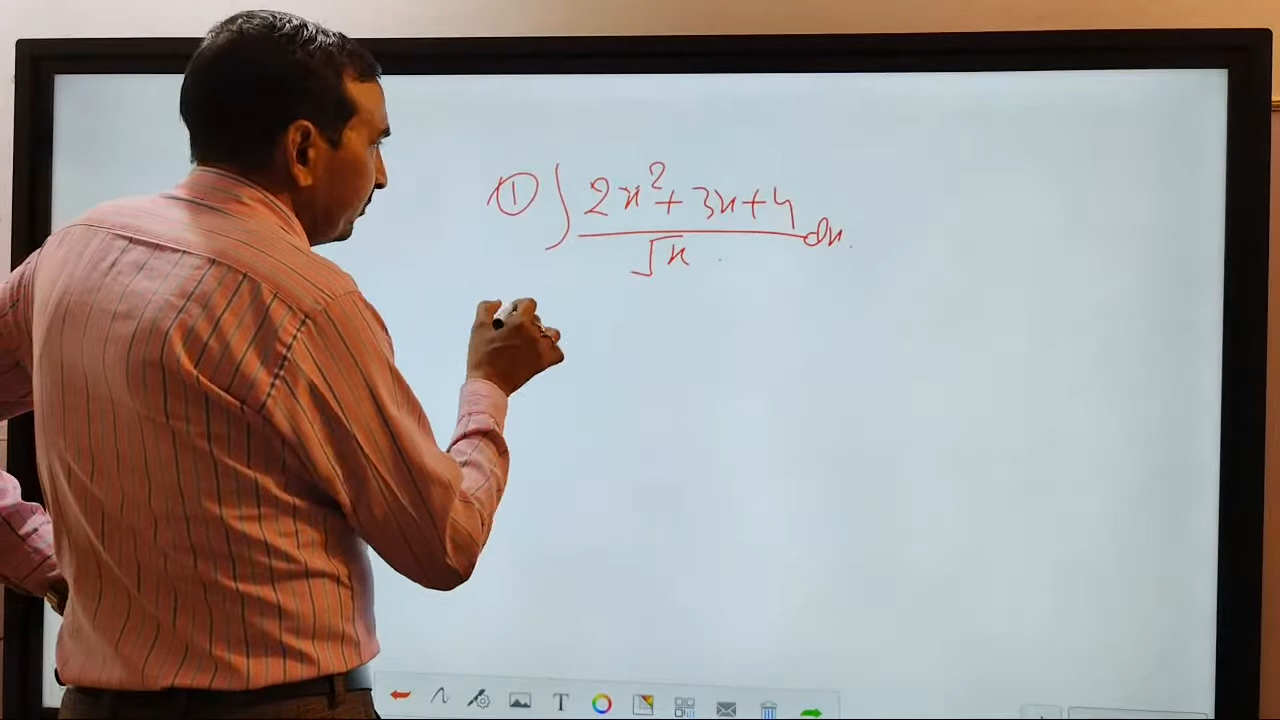 ① ∫ (2x² + 3x + 4)/√x dx.
T